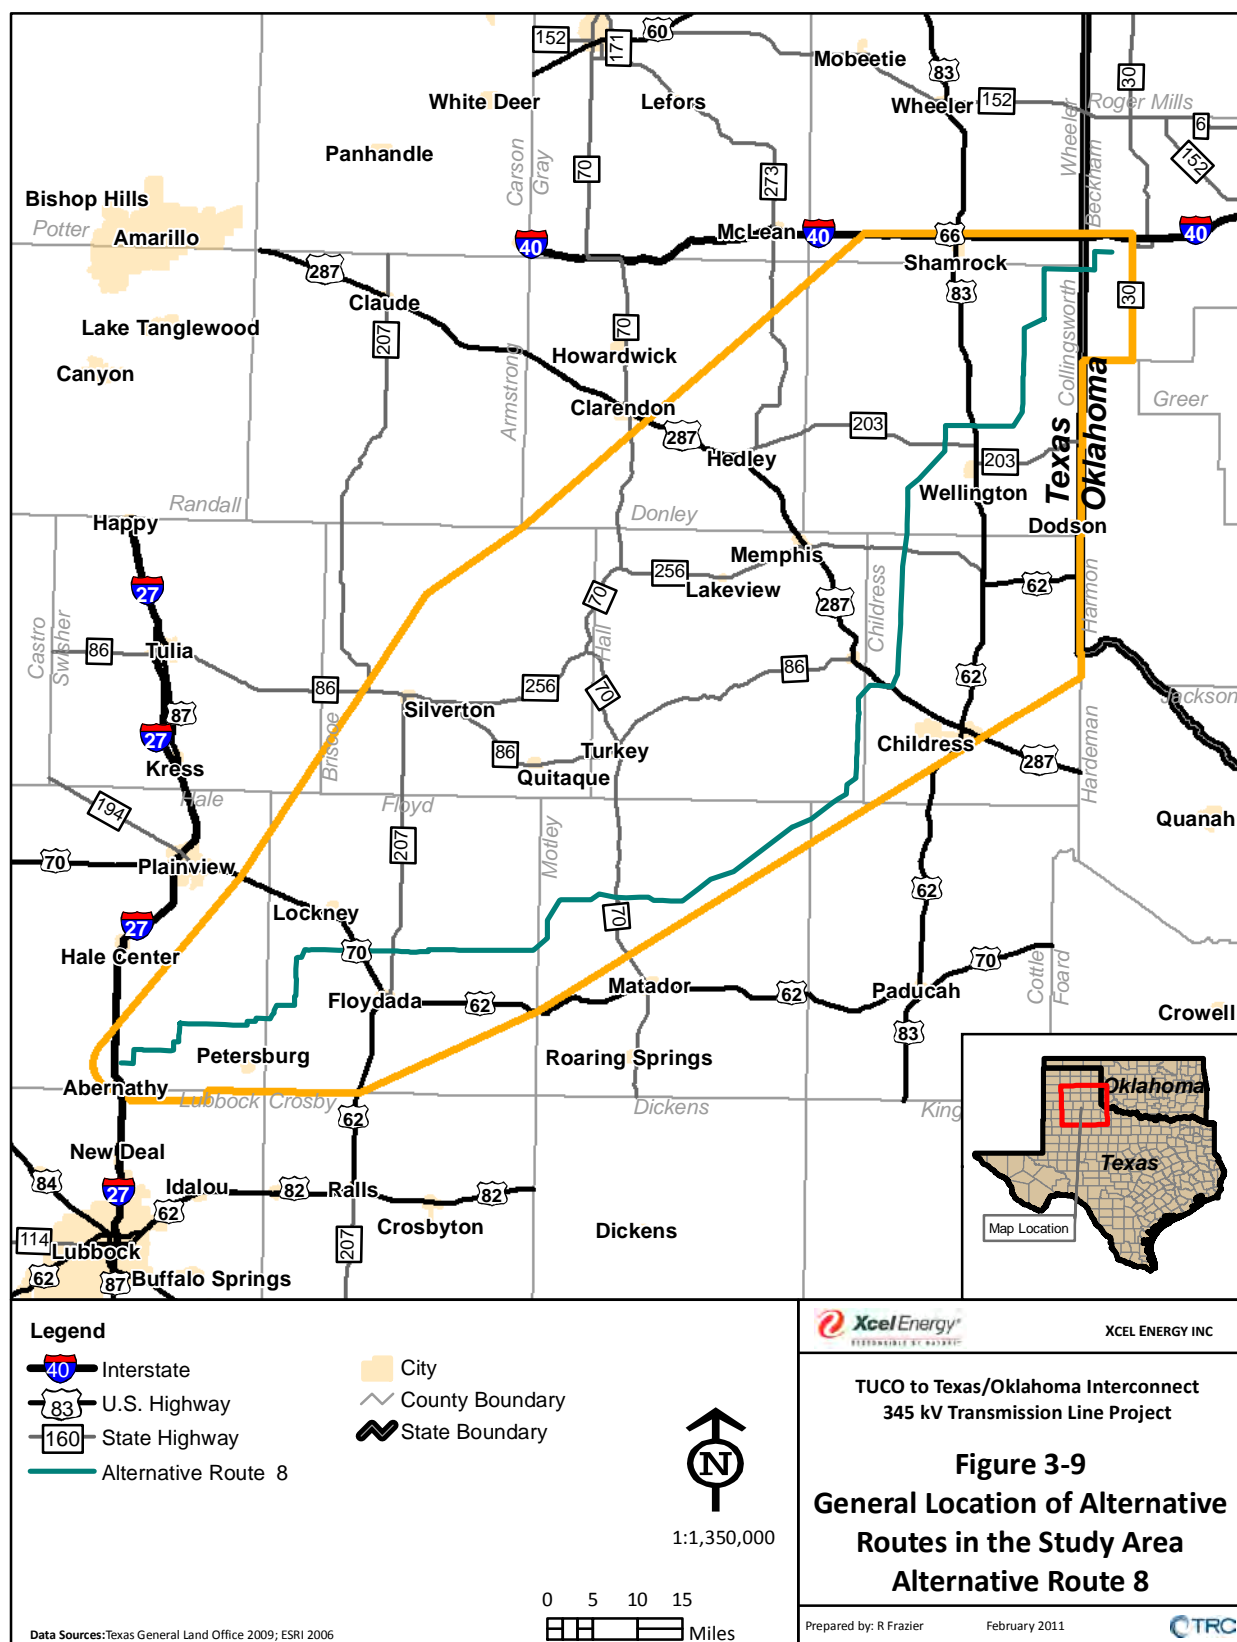 60
152
171
Mobeetie
83
30
White Deer
Lefors
Wheeler
152
Wheeler
Roger Mills
6
Panhandle
Carson
Gray
70
273
Beckham
152
Bishop Hills
Potter
Amarillo
40
McLean
40
66
40
287
Shamrock
83
30
Claude
Lake Tanglewood
207
70
Howardwick
Armstrong
Collingsworth
Canyon
Clarendon
Greer
287
203
Hedley
203
Texas
Oklahoma
Wellington
Randall
Happy
Donley
Dodson
Memphis
27
256
Lakeview
70
287
Childress
62
Harmon
Castro
Swisher
86
Tulia
Hall
86
86
256
62
70
Jackson
Silverton
87
27
Briscoe
86
Turkey
Childress
287
Kress
Quitaque
Hardeman
Hale
Floyd
194
Quanah
Motley
207
70
Plainview
62
Lockney
70
27
Hale Center
70
70
Cottle
Foard
Floydada
62
Matador
62
Paducah
Crowell
83
Petersburg
Roaring Springs
Abernathy
Lubbock
Crosby
62
Dickens
King
Oklahoma
New Deal
Texas
84
27
Idalou
82
Ralls
82
62
Crosbyton
Dickens
Map Location
114
Lubbock
207
62
87
Buffalo Springs
Legend
40 Interstate
83 U.S. Highway
160 State Highway
Alternative Route 8
City
County Boundary
State Boundary
N
1:1,350,000
0 5 10 15
Miles
Data Sources:Texas General Land Office 2009; ESRI 2006
Xcel Energy®
RESPONSIBLE BY NATURE™
XCEL ENERGY INC
TUCO to Texas/Oklahoma Interconnect
345 kV Transmission Line Project
Figure 3-9
General Location of Alternative
Routes in the Study Area
Alternative Route 8
Prepared by: R Frazier
February 2011
TRC